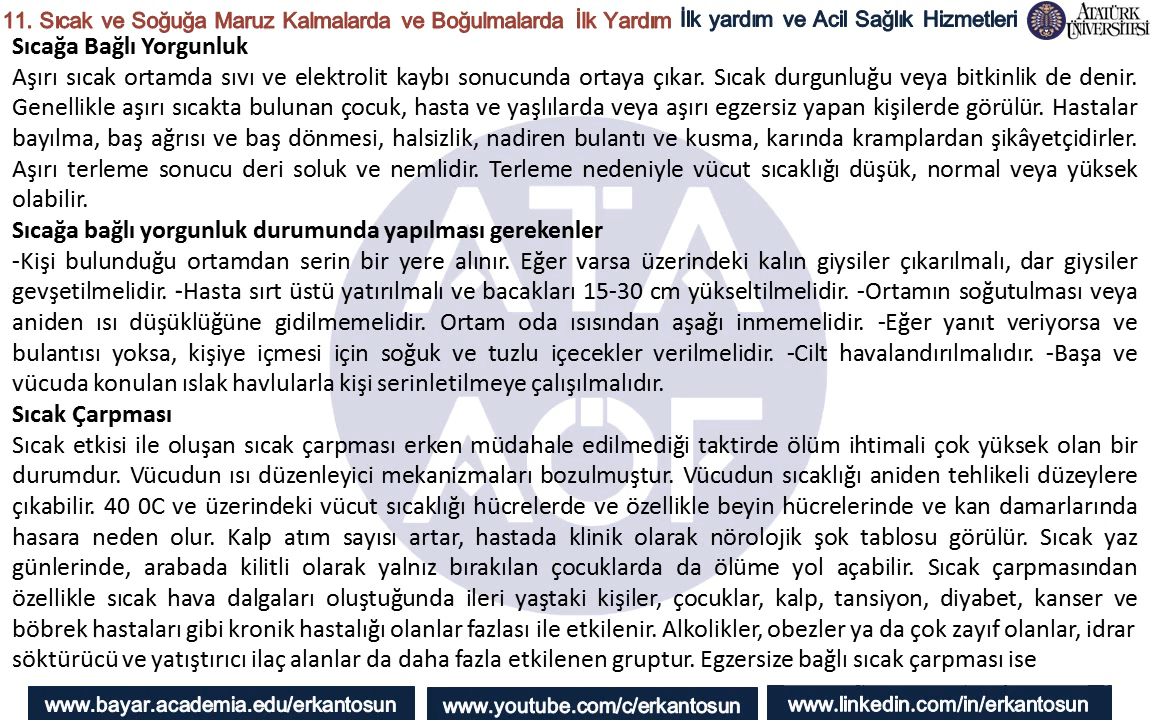 11. Sıcak ve Soğuğa Maruz Kalmalarda ve Boğulmalarda İlk Yardım İlk yardım ve Acil Sağlık Hizmetleri ATATÜRK ÜNİVERSİTESİ
Sıcağa Bağlı Yorgunluk
Aşırı sıcak ortamda sıvı ve elektrolit kaybı sonucunda ortaya çıkar. Sıcak durgunluğu veya bitkinlik de denir.
Genellikle aşırı sıcakta bulunan çocuk, hasta ve yaşlılarda veya aşırı egzersiz yapan kişilerde görülür. Hastalar
bayılma, baş ağrısı ve baş dönmesi, halsizlik, nadiren bulantı ve kusma, karında kramplardan şikâyetçidirler.
Aşırı terleme sonucu deri soluk ve nemlidir. Terleme nedeniyle vücut sıcaklığı düşük, normal veya yüksek
olabilir.
Sıcağa bağlı yorgunluk durumunda yapılması gerekenler
-Kişi bulunduğu ortamdan serin bir yere alınır. Eğer varsa üzerindeki kalın giysiler çıkarılmalı, dar giysiler
gevşetilmelidir. -Hasta sırt üstü yatırılmalı ve bacakları 15-30 cm yükseltilmelidir. -Ortamın soğutulması veya
aniden ısı düşüklüğüne gidilmemelidir. Ortam oda ısısından aşağı inmemelidir. -Eğer yanıt veriyorsa ve
bulantısı yoksa, kişiye içmesi için soğuk ve tuzlu içecekler verilmelidir. -Cilt havalandırılmalıdır. -Başa ve
vücuda konulan ıslak havlularla kişi serinletilmeye çalışılmalıdır.
Sıcak Çarpması
Sıcak etkisi ile oluşan sıcak çarpması erken müdahale edilmediği taktirde ölüm ihtimali çok yüksek olan bir
durumdur. Vücudun ısı düzenleyici mekanizmaları bozulmuştur. Vücudun sıcaklığı aniden tehlikeli düzeylere
çıkabilir. 40 0C ve üzerindeki vücut sıcaklığı hücrelerde ve özellikle beyin hücrelerinde ve kan damarlarında
hasara neden olur. Kalp atım sayısı artar, hastada klinik olarak nörolojik şok tablosu görülür. Sıcak yaz
günlerinde, arabada kilitli olarak yalnız bırakılan çocuklarda da ölüme yol açabilir. Sıcak çarpmasından
özellikle sıcak hava dalgaları oluştuğunda ileri yaştaki kişiler, çocuklar, kalp, tansiyon, diyabet, kanser ve
böbrek hastaları gibi kronik hastalığı olanlar fazlası ile etkilenir. Alkolikler, obezler ya da çok zayıf olanlar, idrar
söktürücü ve yatıştırıcı ilaç alanlar da daha fazla etkilenen gruptur. Egzersize bağlı sıcak çarpması ise
ATA
AÖF
www.bayar.academia.edu/erkantosun www.youtube.com/c/erkantosun www.linkedin.com/in/erkantosun